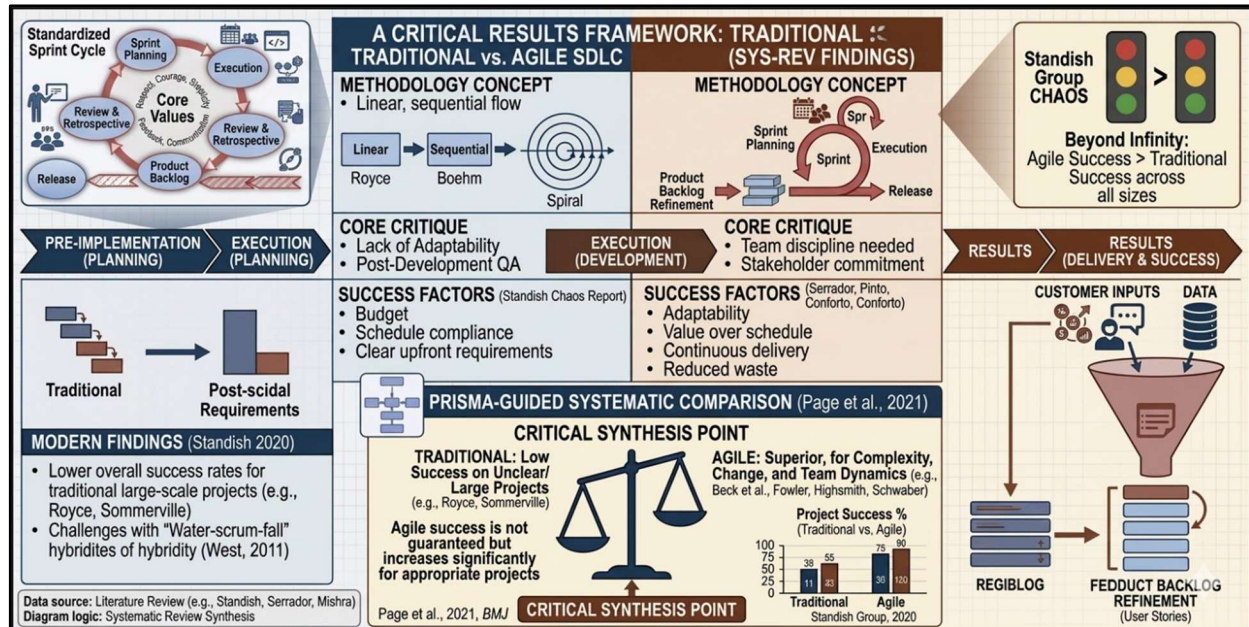 Standardized
Sprint Cycle
Sprint
Planning
Execution
Review &
Retrospective
Product
Backlog
Review &
Retrospective
Release
Core
Values
Respect, Courage, Simplicity
Feedback, Communication
A CRITICAL RESULTS FRAMEWORK: TRADITIONAL
TRADITIONAL vs. AGILE SDLC
(SYS-REV FINDINGS)
METHODOLOGY CONCEPT
• Linear, sequential flow
Linear
Sequential
Royce
Boehm
Spiral
METHODOLOGY CONCEPT
Spr
Sprint
Planning
Sprint
Execution
Product
Backlog
Refinement
Release
Standish
Group
CHAOS
>
Beyond Infinity:
Agile Success > Traditional
Success across
all sizes
PRE-IMPLEMENTATION
(PLANNING)
EXECUTION
(PLANNIING)
CORE CRITIQUE
• Lack of Adaptability
• Post-Development QA
EXECUTION
(DEVELOPMENT)
CORE CRITIQUE
• Team discipline needed
• Stakeholder commitment
RESULTS
RESULTS
(DELIVERY & SUCCESS)
Traditional
Post-scidal
Requirements
SUCCESS FACTORS (Standish Chaos Report)
• Budget
• Schedule compliance
• Clear upfront requirements
SUCCESS FACTORS (Serrador, Pinto,
Conforto, Conforto)
• Adaptability
• Value over schedule
• Continuous delivery
• Reduced waste
CUSTOMER INPUTS
DATA
$
REGIBLOG
FEDDUCT BACKLOG
REFINEMENT
(User Stories)
MODERN FINDINGS (Standish 2020)
• Lower overall success rates for
traditional large-scale projects (e.g.,
Royce, Sommerville)
• Challenges with “Water-scrum-fall”
hybridites of hybridity (West, 2011)
Data source: Literature Review (e.g., Standish, Serrador, Mishra)
Diagram logic: Systematic Review Synthesis
PRISMA-GUIDED SYSTEMATIC COMPARISON (Page et al., 2021)
CRITICAL SYNTHESIS POINT
TRADITIONAL: Low
Success on Unclear/
Large Projects
(e.g., Royce, Sommerville)
Agile success is not
guaranteed but
increases significantly
for appropriate projects
Page et al., 2021, BMJ
CRITICAL SYNTHESIS POINT
AGILE: Superior, for Complexity,
Change, and Team Dynamics (e.g.,
Beck et al., Fowler, Highsmith, Schwaber)
Project Success %
(Traditional vs, Agile)
100
75
50
25
0
38
55
75
90
11
36
120
Traditional
Agile
Standish Group, 2020